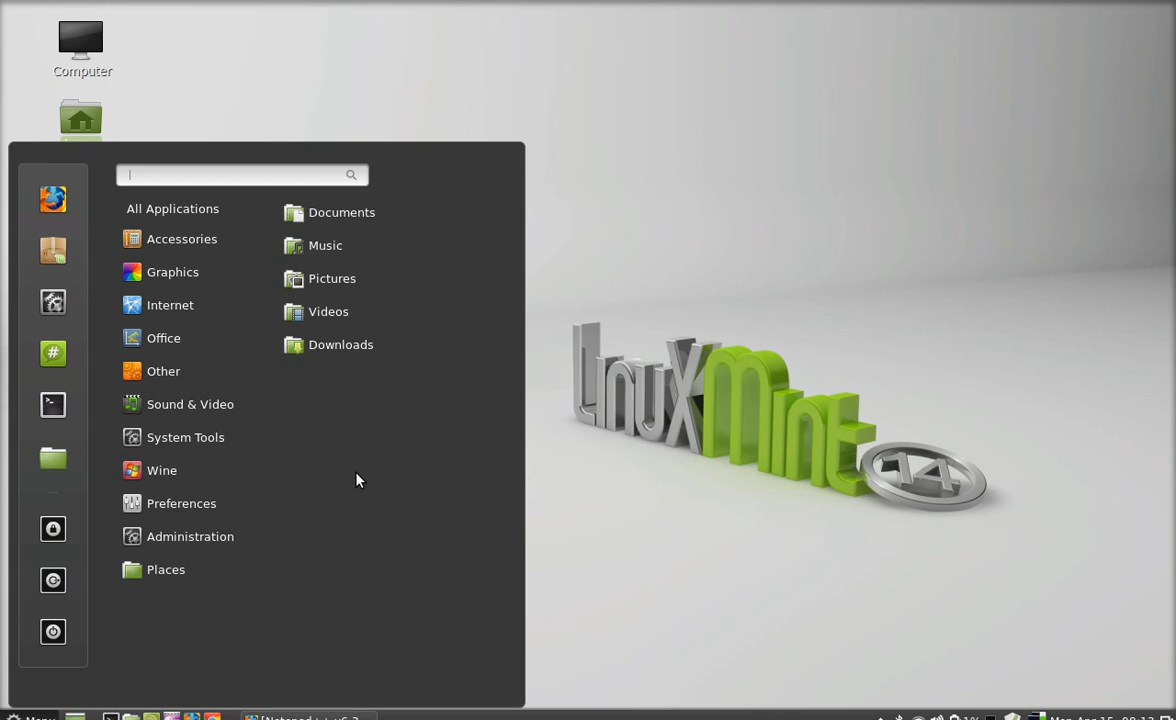 Computer
All Applications
Accessories
Graphics
Internet
Office
Other
Sound & Video
System Tools
Wine
Preferences
Administration
Places
Documents
Music
Pictures
Videos
Downloads
LinuxMint
14
#
>-
Menu